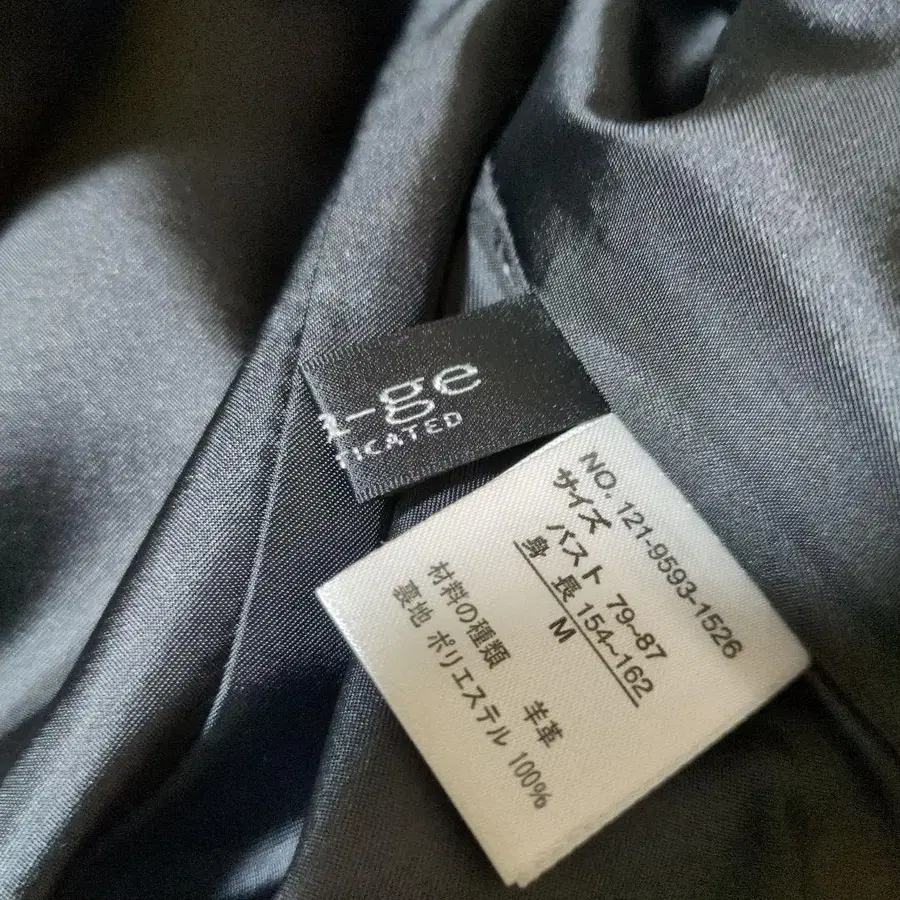 -ge
TICATED
NO. 121-9593-1526
サイズ
バスト 79~87
身長 154~162
M
材料の種類 羊革
裏地 ポリエステル 100%